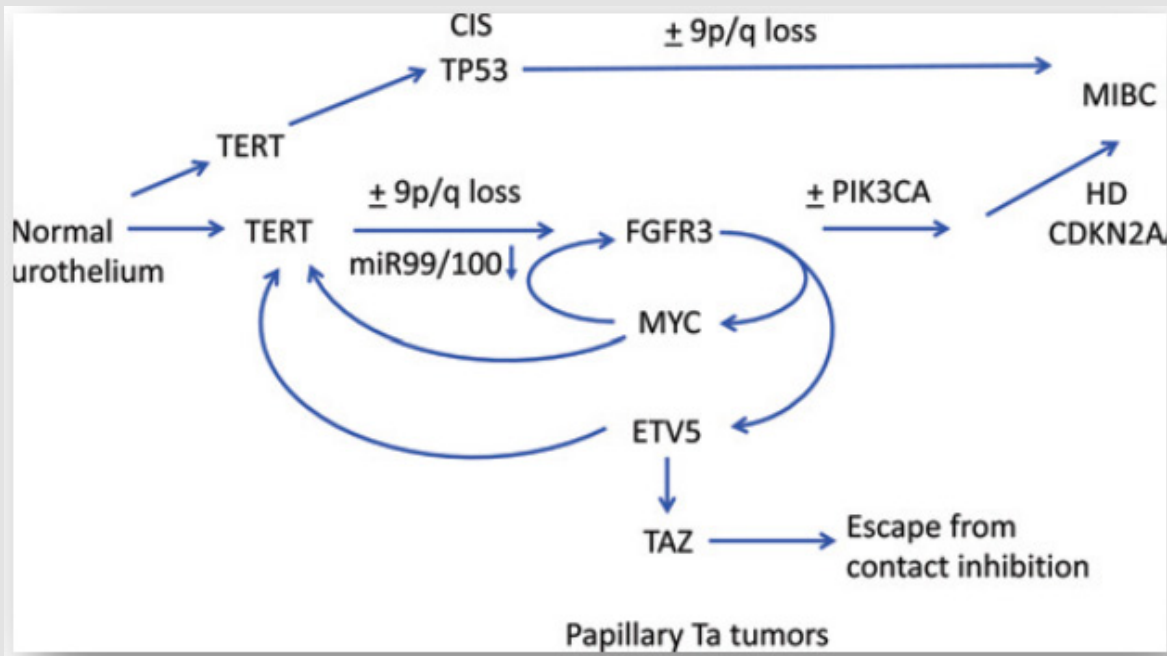 CIS
± 9p/q loss
TP53
MIBC
TERT
± 9p/q loss
± PIK3CA
HD
Normal
TERT
FGFR3
CDKN2A/
urothelium
miR99/100↓
MYC
ETV5
TAZ
Escape from
contact inhibition
Papillary Ta tumors